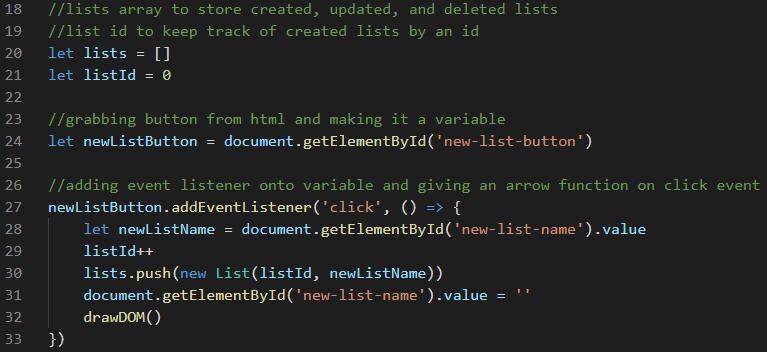 18 //lists array to store created, updated, and deleted lists
19 //list id to keep track of created lists by an id
20 let lists = []
21 let listId = 0
22
23 //grabbing button from html and making it a variable
24 let newListButton = document.getElementById('new-list-button')
25
26 //adding event listener onto variable and giving an arrow function on click event
27 newListButton.addEventListener('click', () => {
28     let newListName = document.getElementById('new-list-name').value
29     listId++
30     lists.push(new List(listId, newListName))
31     document.getElementById('new-list-name').value = ''
32     drawDOM()
33 })